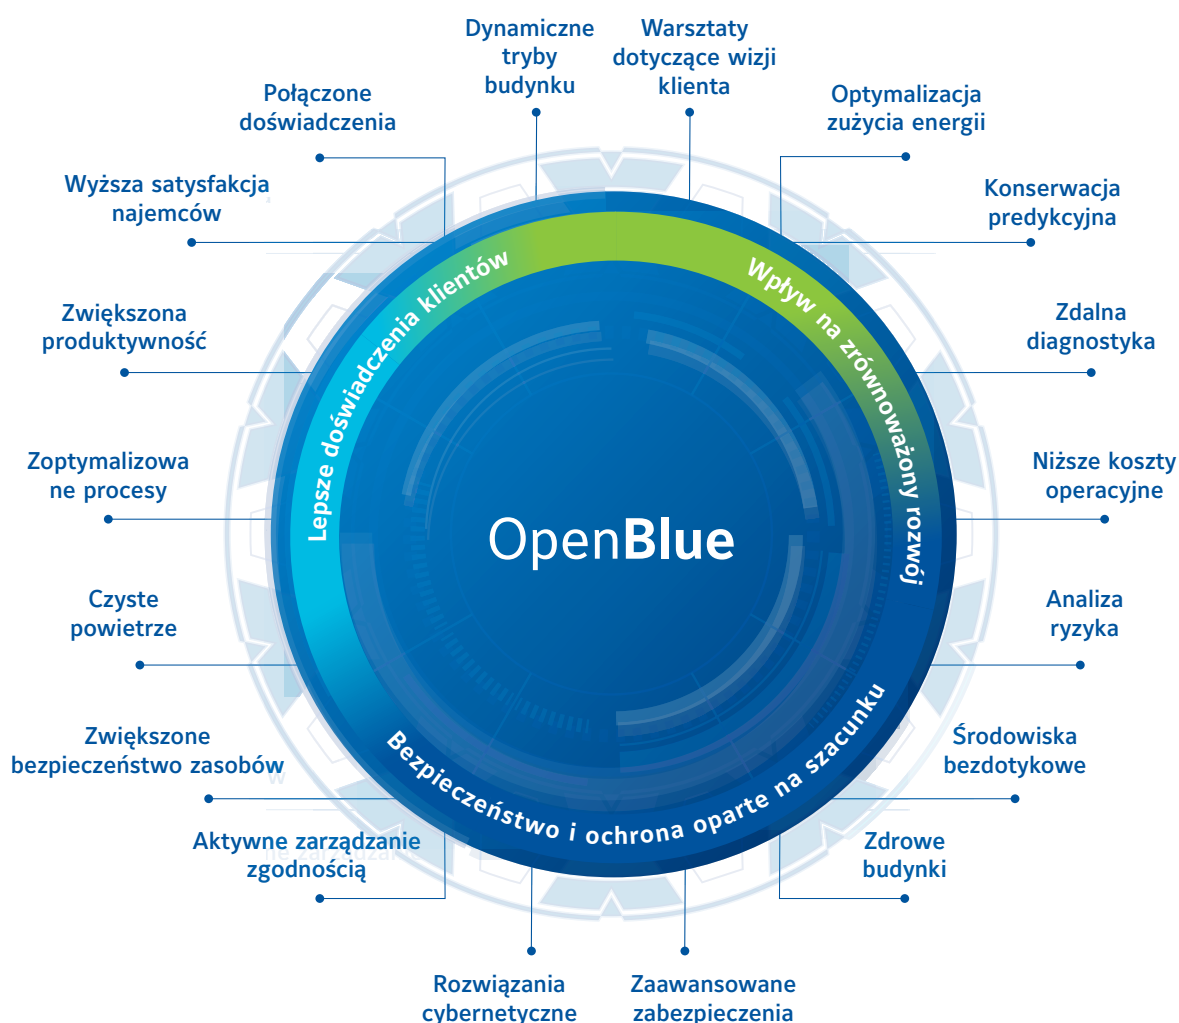 Dynamiczne
tryby
budynku
Warsztaty
dotyczące wizji
klienta
Optymalizacja
zużycia energii
Konserwacja
predykcyjna
Zdalna
diagnostyka
Niższe koszty
operacyjne
Analiza
ryzyka
Środowiska
bezdotykowe
Zdrowe
budynki
Zaawansowane
zabezpieczenia
Rozwiązania
cybernetyczne
Aktywne zarządzanie
zgodnością
Zwiększone
bezpieczeństwo zasobów
Czyste
powietrze
Zoptymalizowa
ne procesy
Zwiększona
produktywność
Wyższa satysfakcja
najemców
Połączone
doświadczenia
Lepsze doświadczenia klientów
Wpływ na zrównoważony rozwój
Bezpieczeństwo i ochrona oparte na szacunku
OpenBlue